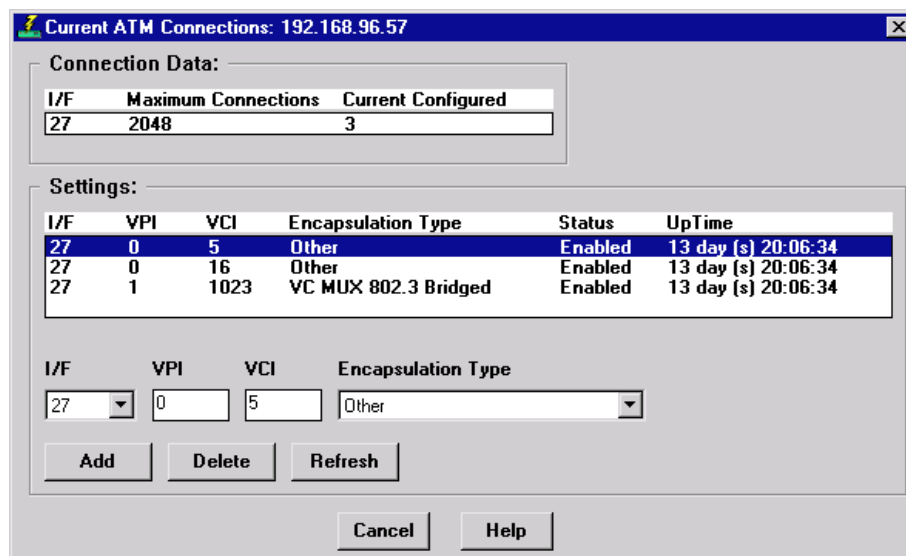 Current ATM Connections: 192.168.96.57
Connection Data:
I/F Maximum Connections Current Configured
27 2048 3
Settings:
I/F VPI VCI Encapsulation Type Status UpTime
27 0 5 Other Enabled 13 day (s) 20:06:34
27 0 16 Other Enabled 13 day (s) 20:06:34
27 1 1023 VC MUX 802.3 Bridged Enabled 13 day (s) 20:06:34
I/F VPI VCI Encapsulation Type
27 0 5 Other
Add Delete Refresh
Cancel Help